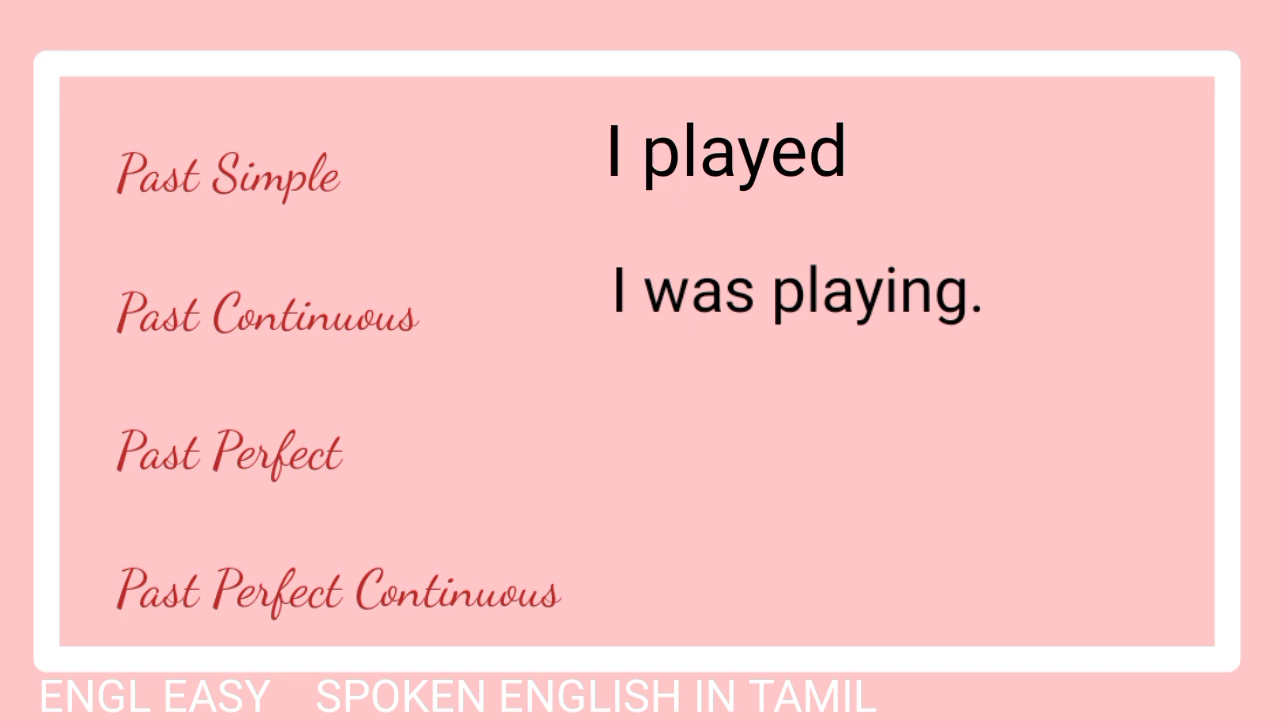 Past Simple I played
Past Continuous I was playing.
Past Perfect
Past Perfect Continuous
ENGL EASY SPOKEN ENGLISH IN TAMIL